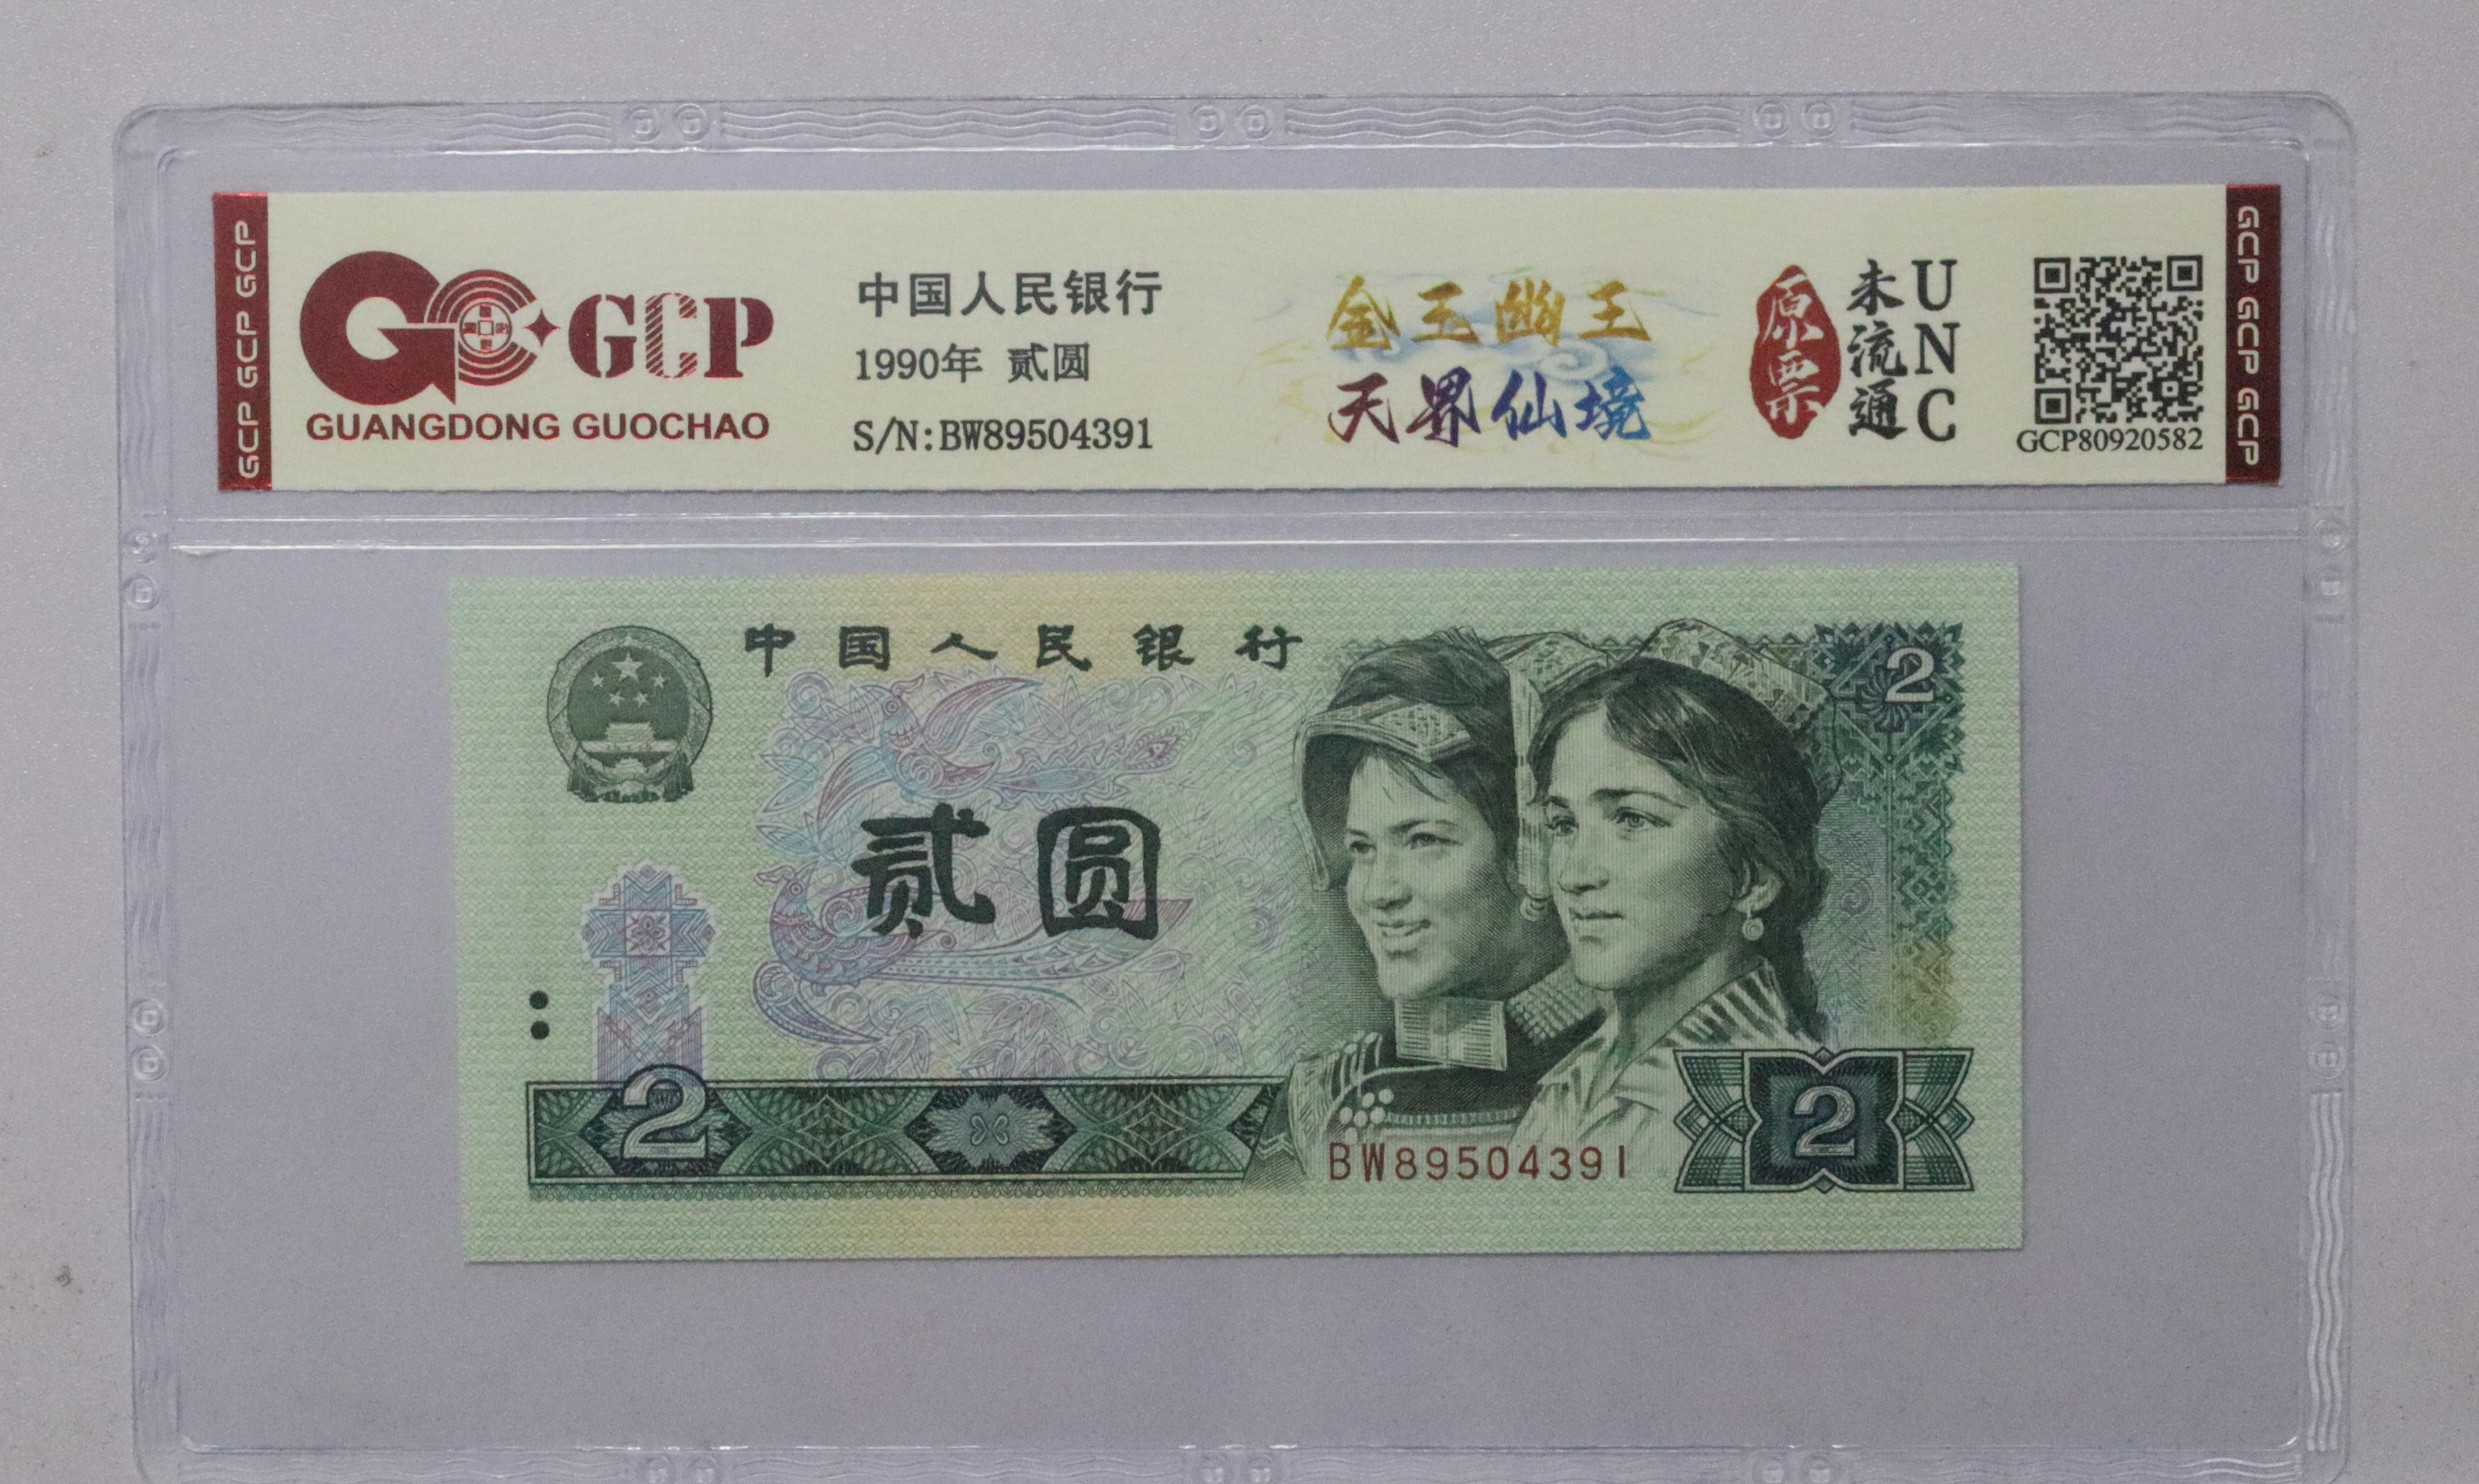 GCP GCP GCP
GCP
GUANGDONG GUOCHAO
中国人民银行
1990年 贰圆
S/N:BW89504391
金玉幽王
天界仙境
原票
未流通
UNC
GCP80920582
GCP GCP GCP
中国人民银行
2
贰圆
2
BW89504391
2